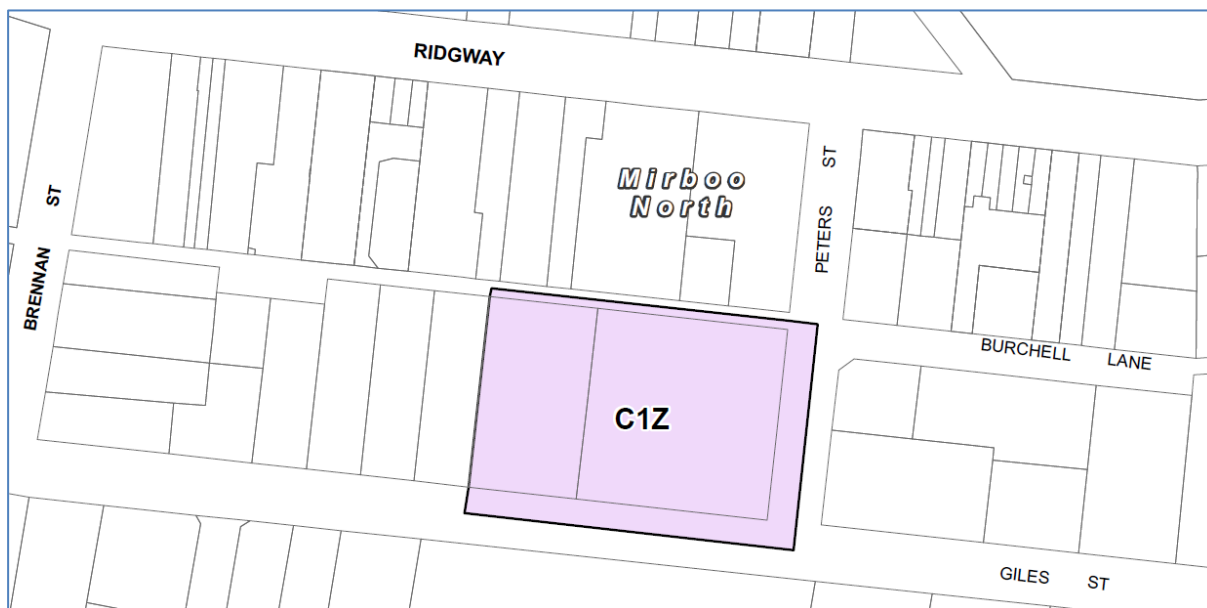 RIDGWAY
Mirboo
North
PETERS ST
BRENNAN ST
BURCHELL LANE
C1Z
GILES ST